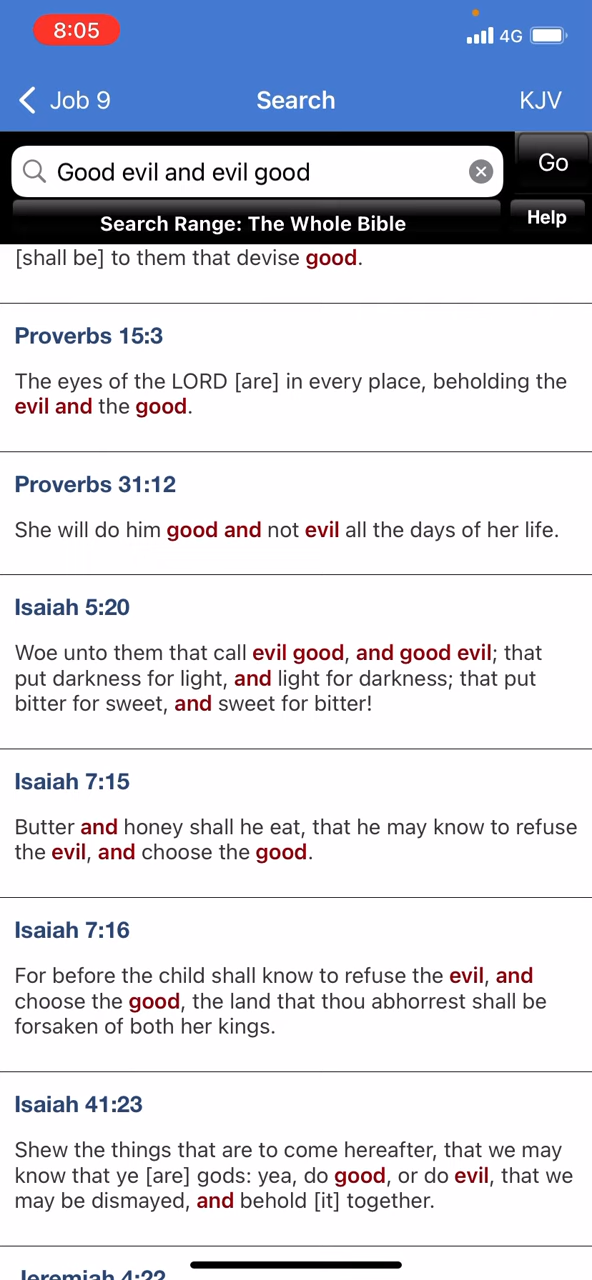 8:05
4G
Job 9
Search
KJV
Good evil and evil good
Go
Search Range: The Whole Bible
Help
[shall be] to them that devise good.
Proverbs 15:3
The eyes of the LORD [are] in every place, beholding the
evil and the good.
Proverbs 31:12
She will do him good and not evil all the days of her life.
Isaiah 5:20
Woe unto them that call evil good, and good evil; that
put darkness for light, and light for darkness; that put
bitter for sweet, and sweet for bitter!
Isaiah 7:15
Butter and honey shall he eat, that he may know to refuse
the evil, and choose the good.
Isaiah 7:16
For before the child shall know to refuse the evil, and
choose the good, the land that thou abhorrest shall be
forsaken of both her kings.
Isaiah 41:23
Shew the things that are to come hereafter, that we may
know that ye [are] gods: yea, do good, or do evil, that we
may be dismayed, and behold [it] together.
Jeremiah 4:22